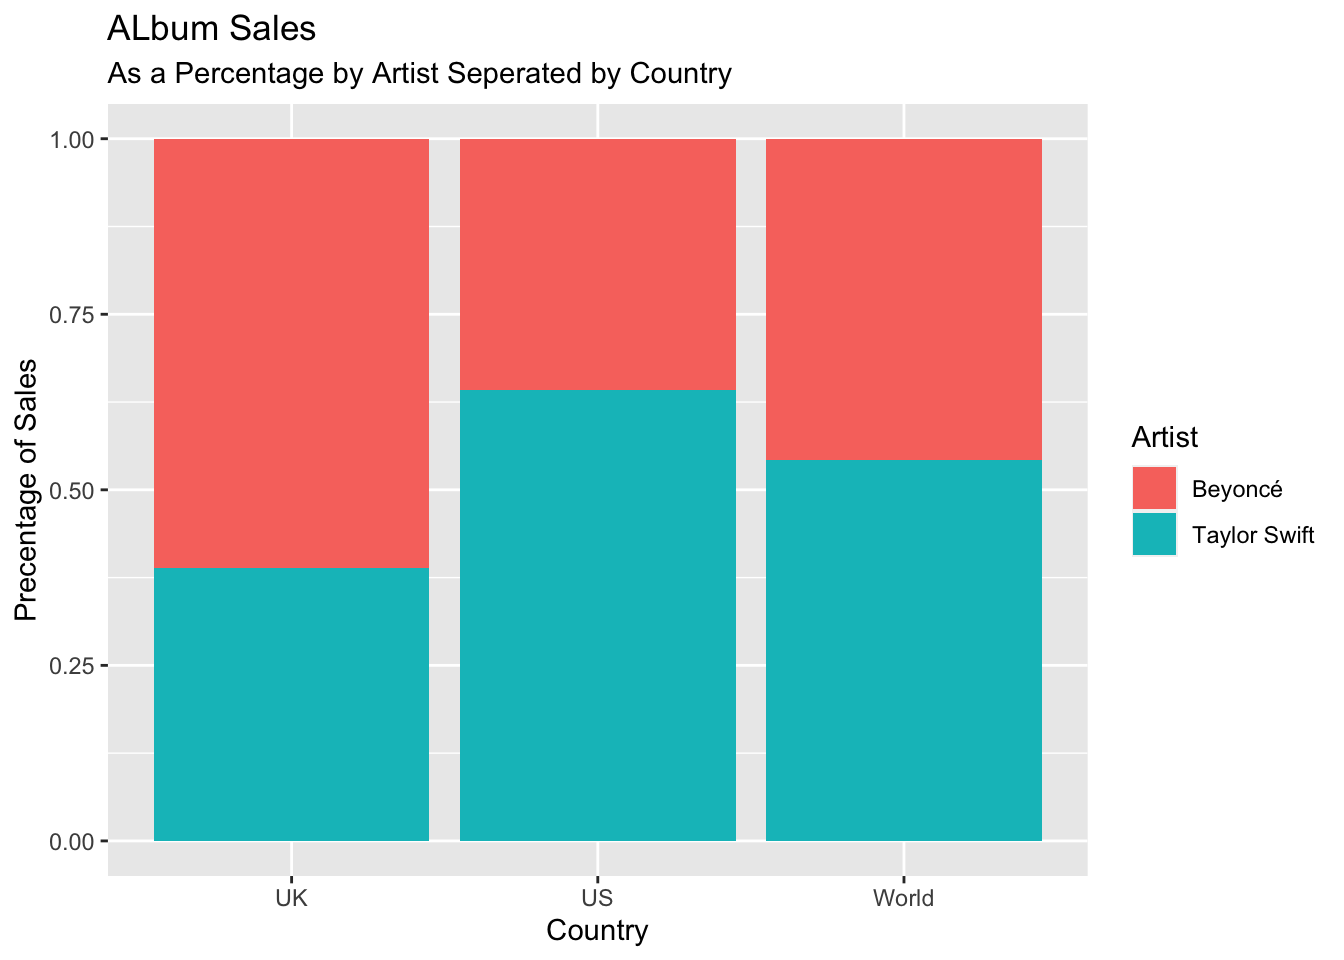 ALbum Sales
As a Percentage by Artist Seperated by Country
Precentage of Sales
1.00
0.75
0.50
0.25
0.00
UK
US
World
Country
Artist
Beyoncé
Taylor Swift